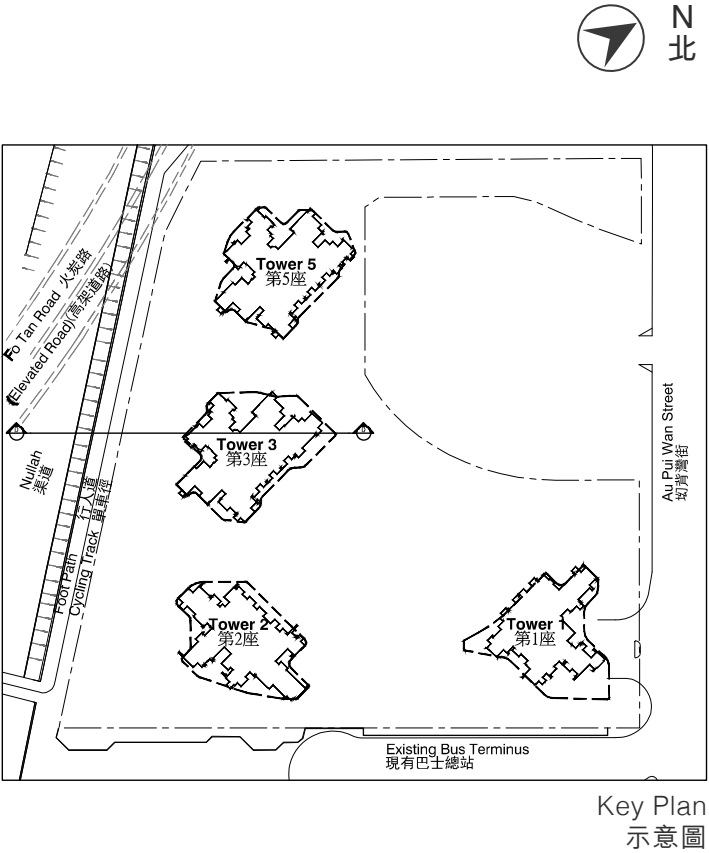 N
北
Tower 5
第5座
Fo Tan Road 火炭路
(Elevated Road)(高架道路)
Tower 3
第3座
Nullah
渠道
Foot Path 行人道
Cycling Track 單車徑
Au Pui Wan Street
坳背灣街
Tower 2
第2座
Tower 1
第1座
Existing Bus Terminus
現有巴士總站
Key Plan
示意圖